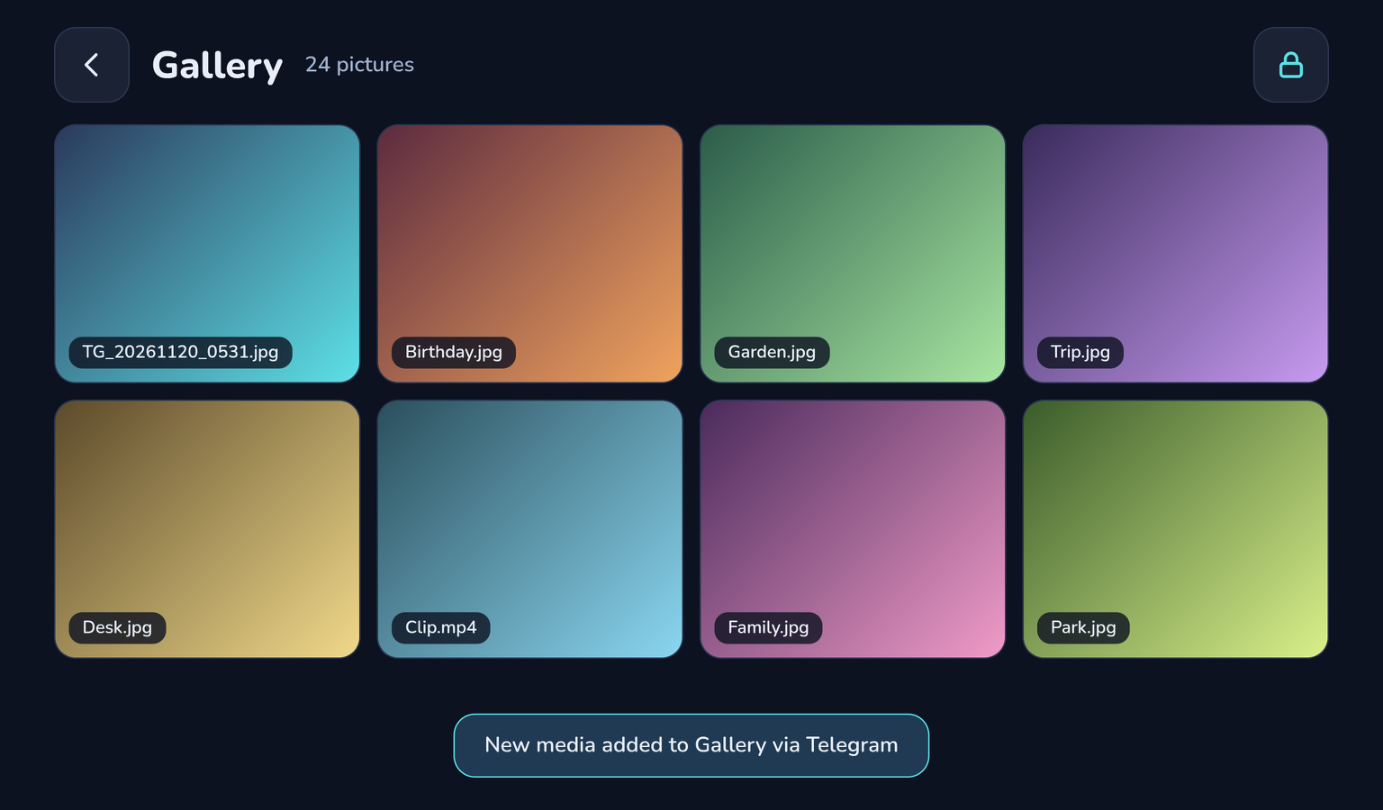 Gallery 24 pictures
TG_20261120_0531.jpg
Birthday.jpg
Garden.jpg
Trip.jpg
Desk.jpg
Clip.mp4
Family.jpg
Park.jpg
New media added to Gallery via Telegram